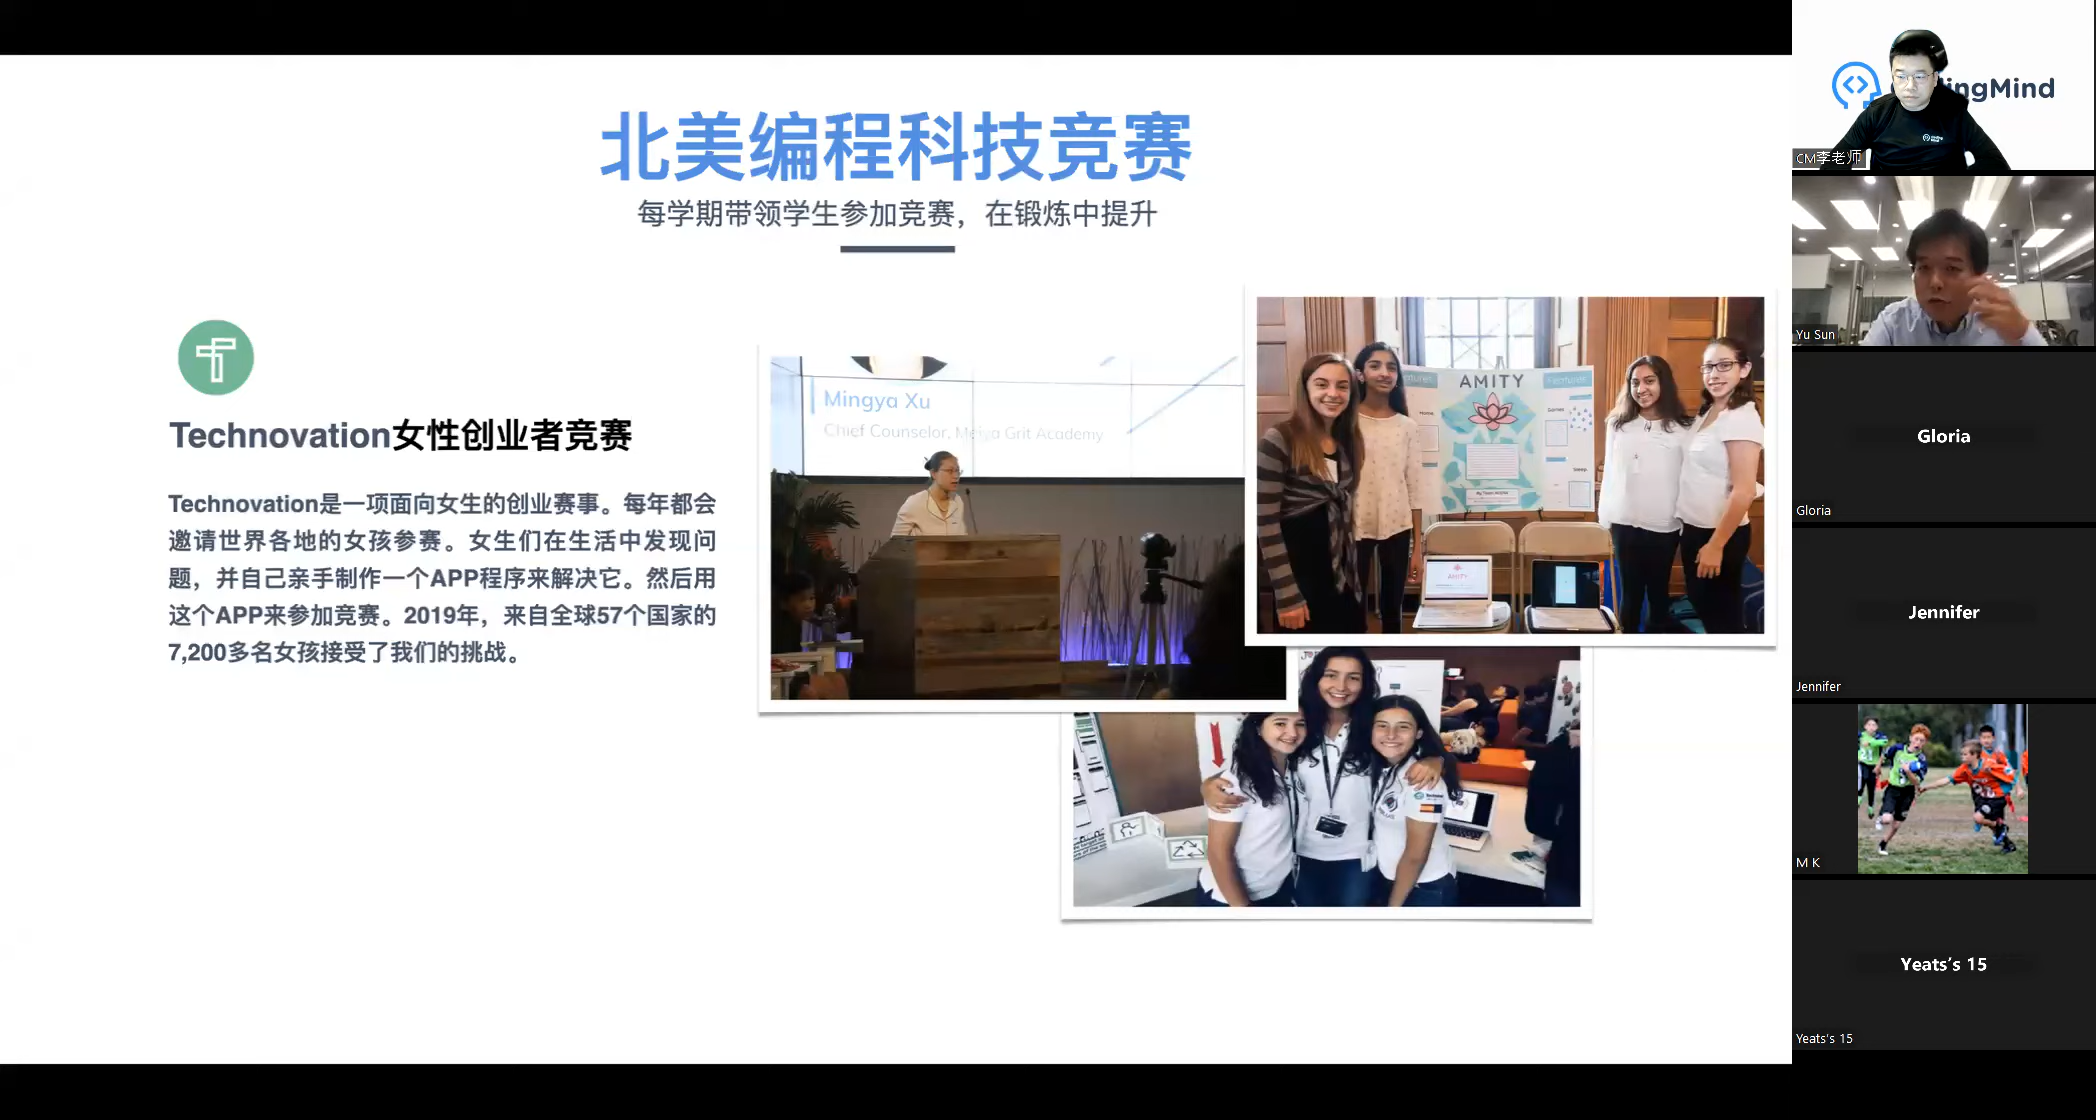 北美编程科技竞赛
每学期带领学生参加竞赛，在锻炼中提升
Technovation女性创业者竞赛
Technovation是一项面向女生的创业赛事。每年都会
邀请世界各地的女孩参赛。女生们在生活中发现问
题，并自己亲手制作一个APP程序来解决它。然后用
这个APP来参加竞赛。2019年，来自全球57个国家的
7,200多名女孩接受了我们的挑战。
Mingya Xu
Chief Counselor, Meiya Grit Academy
AMITY
Features
Home
Games
Sleep
AMITY
ingMind
CM李老师
Yu Sun
Gloria
Gloria
Jennifer
Jennifer
M K
Yeats's 15
Yeats's 15